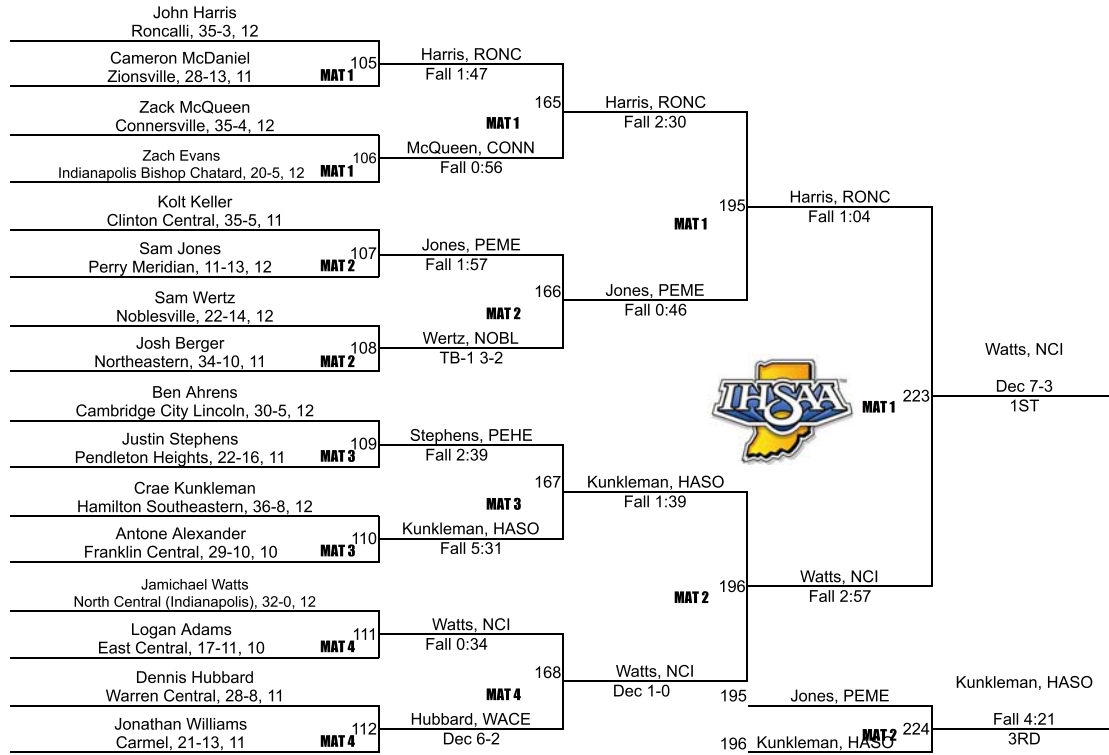 John Harris
Roncalli, 35-3, 12
Cameron McDaniel
Zionsville, 28-13, 11
MAT 1
105
Zack McQueen
Connersville, 35-4, 12
Zach Evans
Indianapolis Bishop Chatard, 20-5, 12
MAT 1
106
Kolt Keller
Clinton Central, 35-5, 11
Sam Jones
Perry Meridian, 11-13, 12
MAT 2
107
Sam Wertz
Noblesville, 22-14, 12
Josh Berger
Northeastern, 34-10, 11
MAT 2
108
Ben Ahrens
Cambridge City Lincoln, 30-5, 12
Justin Stephens
Pendleton Heights, 22-16, 11
MAT 3
109
Crae Kunkleman
Hamilton Southeastern, 36-8, 12
Antone Alexander
Franklin Central, 29-10, 10
MAT 3
110
Jamichael Watts
North Central (Indianapolis), 32-0, 12
Logan Adams
East Central, 17-11, 10
MAT 4
111
Dennis Hubbard
Warren Central, 28-8, 11
Jonathan Williams
Carmel, 21-13, 11
MAT 4
112
Harris, RONC
Fall 1:47
165
MAT 1
McQueen, CONN
Fall 0:56
Jones, PEME
Fall 1:57
166
MAT 2
Wertz, NOBL
TB-1 3-2
Stephens, PEHE
Fall 2:39
167
MAT 3
Kunkleman, HASO
Fall 5:31
Watts, NCI
Fall 0:34
168
MAT 4
Hubbard, WACE
Dec 6-2
Harris, RONC
Fall 2:30
195
MAT 1
Jones, PEME
Fall 0:46
Kunkleman, HASO
Fall 1:39
196
MAT 2
Watts, NCI
Dec 1-0
Harris, RONC
Fall 1:04
IHSAA
TM
MAT 1
223
Watts, NCI
Fall 2:57
Watts, NCI
Dec 7-3
1ST
195
Jones, PEME
196
Kunkleman, HASO
MAT 2
224
Kunkleman, HASO
Fall 4:21
3RD